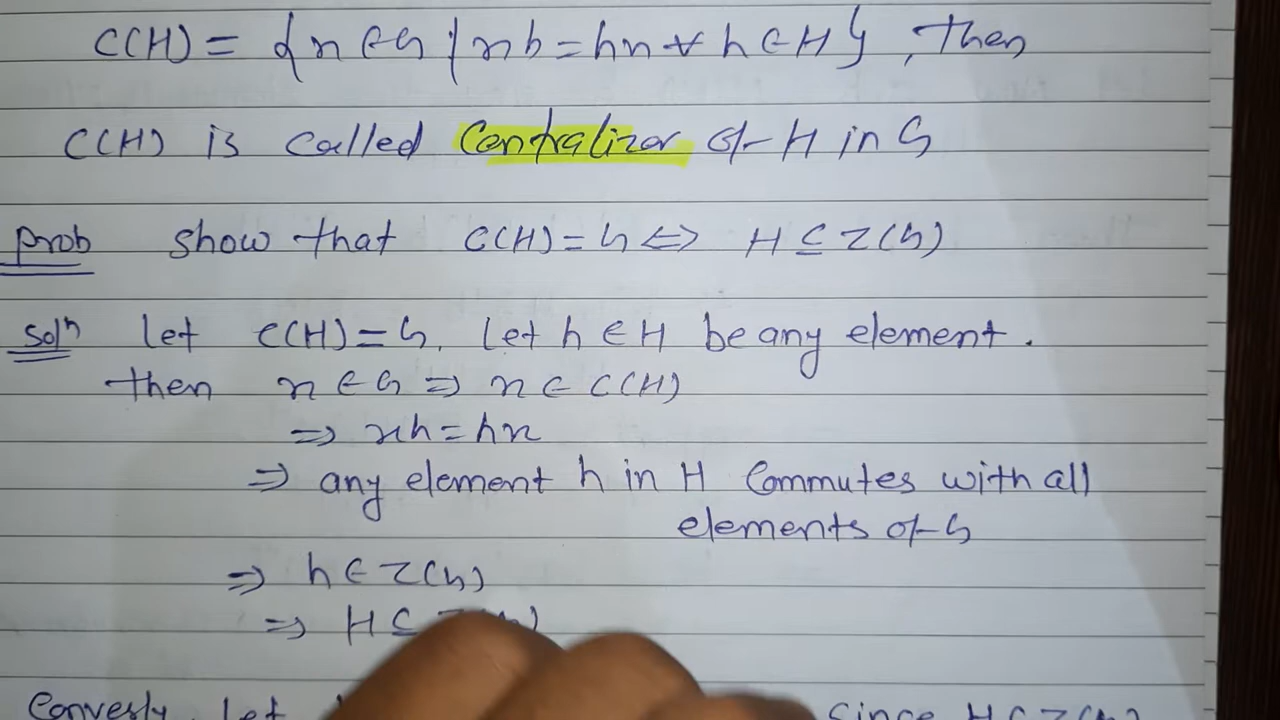 C(H) = {x ∈ G | xh = hx ∀ h ∈ H}, Then
C(H) is called Centralizer of H in G
Prob show that C(H) = G ⇔ H ⊆ Z(G)
Solⁿ Let C(H) = G. Let h ∈ H be any element.
then x ∈ G ⇒ x ∈ C(H)
⇒ xh = hx
⇒ any element h in H Commutes with all
elements of G
⇒ h ∈ Z(G)
⇒ H ⊆
Conversly, Let
since H ⊆ Z(G)